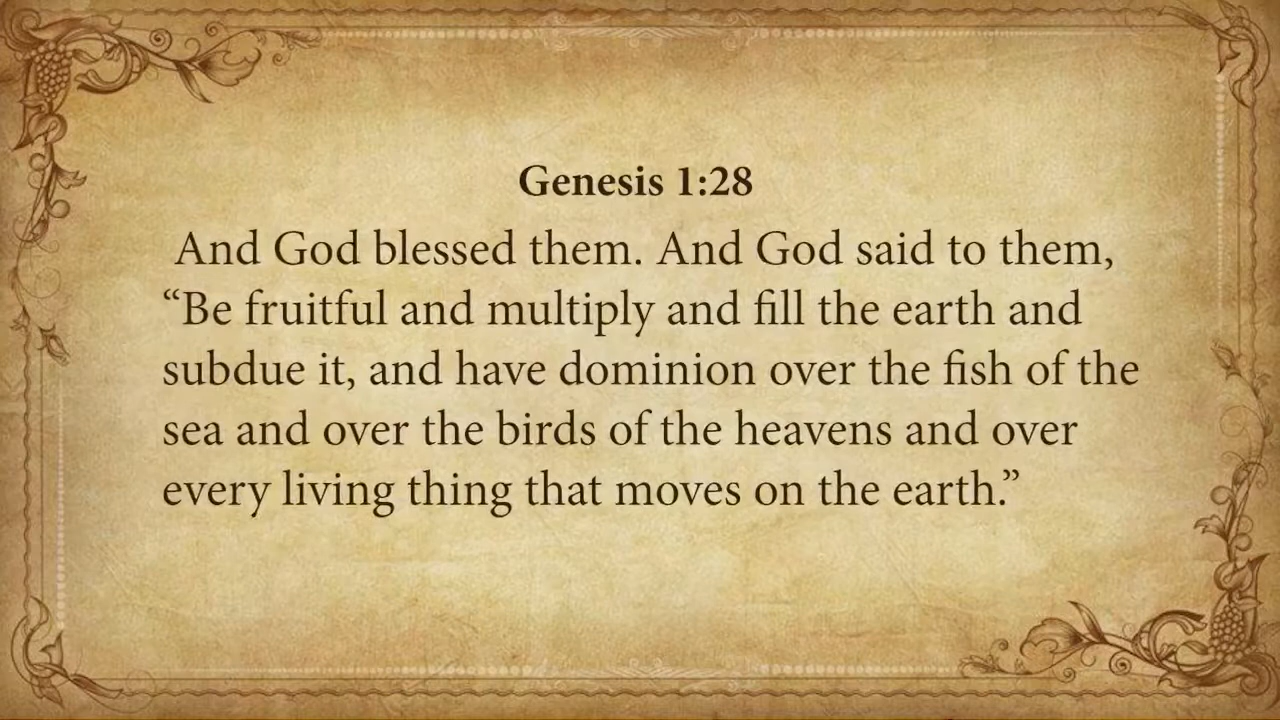 Genesis 1:28
And God blessed them. And God said to them,
“Be fruitful and multiply and fill the earth and
subdue it, and have dominion over the fish of the
sea and over the birds of the heavens and over
every living thing that moves on the earth.”